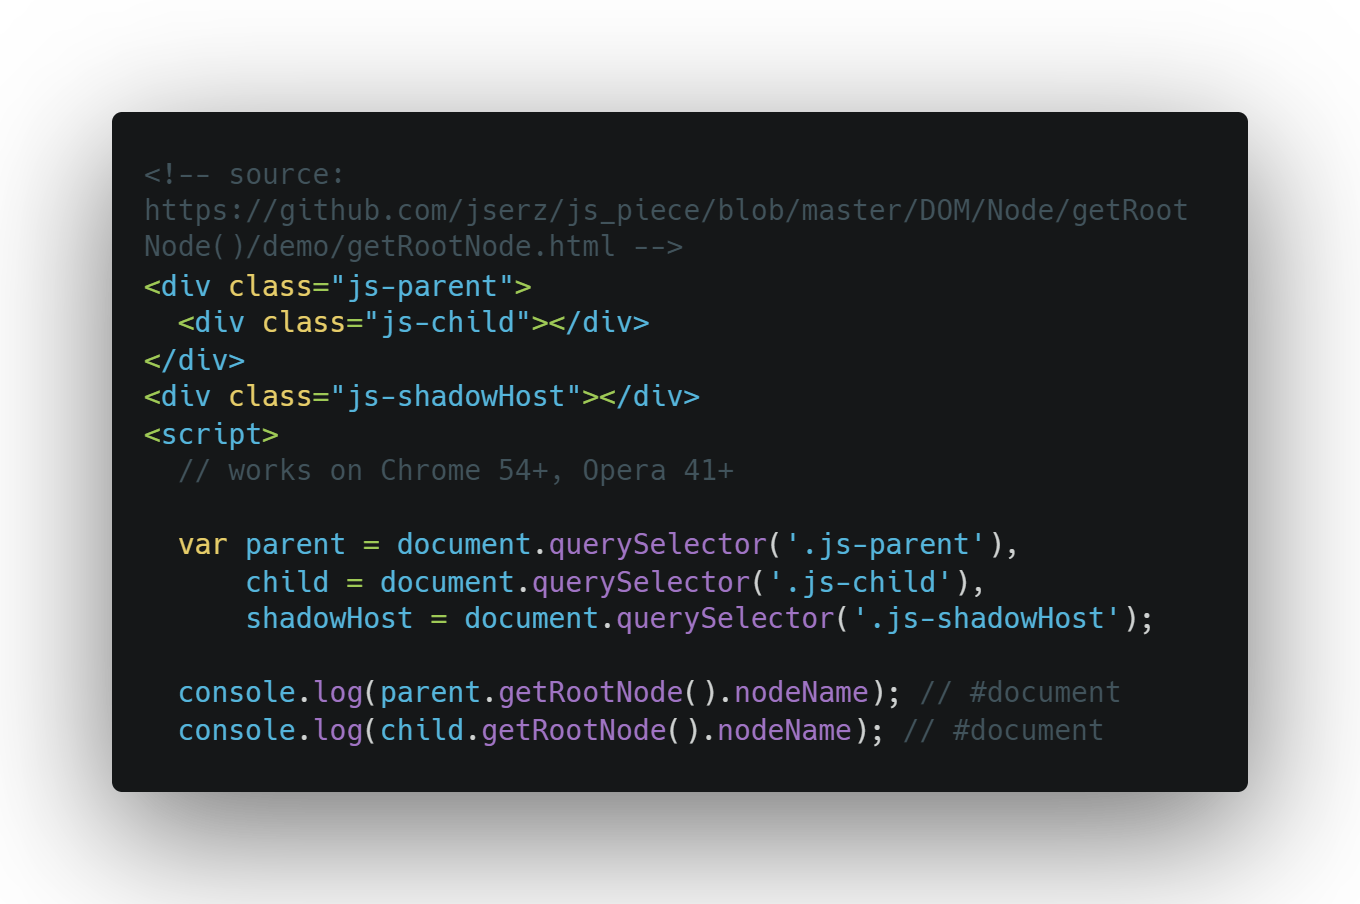 <!-- source:
https://github.com/jserz/js_piece/blob/master/DOM/Node/getRoot
Node()/demo/getRootNode.html -->
<div class="js-parent">
  <div class="js-child"></div>
</div>
<div class="js-shadowHost"></div>
<script>
  // works on Chrome 54+, Opera 41+

  var parent = document.querySelector('.js-parent'),
      child = document.querySelector('.js-child'),
      shadowHost = document.querySelector('.js-shadowHost');

  console.log(parent.getRootNode().nodeName); // #document
  console.log(child.getRootNode().nodeName); // #document